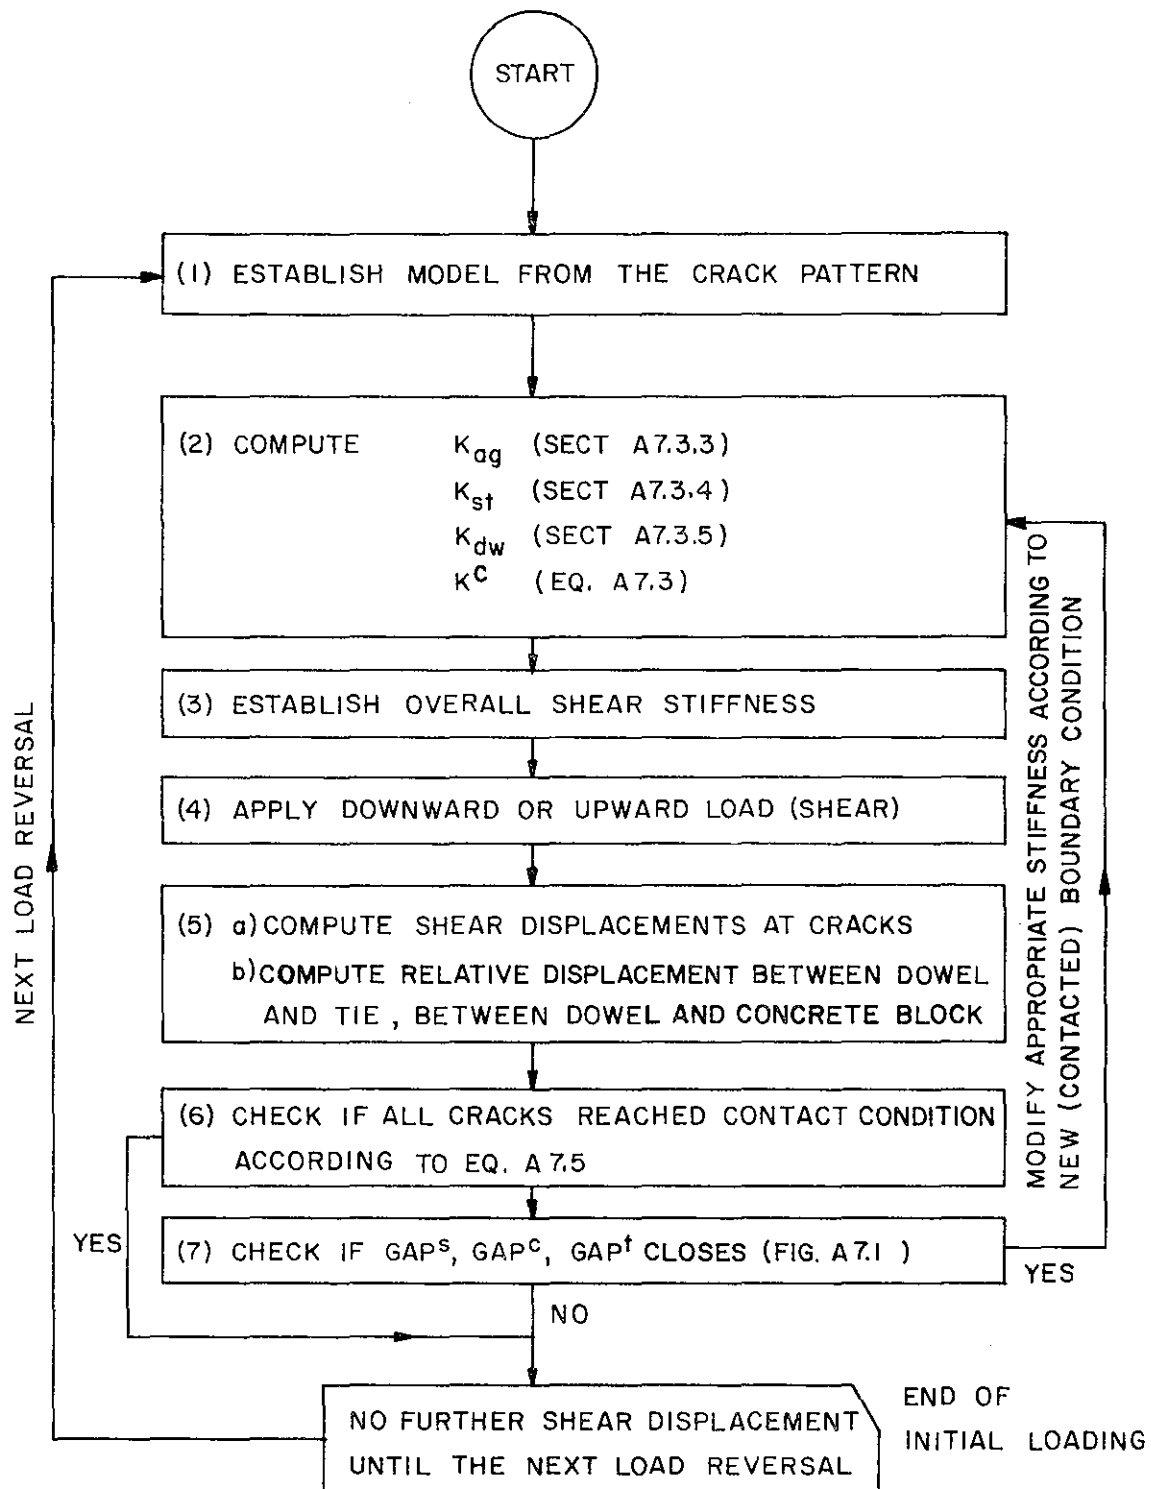 START
(1) ESTABLISH MODEL FROM THE CRACK PATTERN
(2) COMPUTE K_ag (SECT A7.3.3)
K_st (SECT A7.3.4)
K_dw (SECT A7.3.5)
K^C (EQ. A7.3)
(3) ESTABLISH OVERALL SHEAR STIFFNESS
(4) APPLY DOWNWARD OR UPWARD LOAD (SHEAR)
(5) a) COMPUTE SHEAR DISPLACEMENTS AT CRACKS
b) COMPUTE RELATIVE DISPLACEMENT BETWEEN DOWEL
AND TIE, BETWEEN DOWEL AND CONCRETE BLOCK
(6) CHECK IF ALL CRACKS REACHED CONTACT CONDITION
ACCORDING TO EQ. A7.5
YES
(7) CHECK IF GAP^s, GAP^c, GAP^t CLOSES (FIG. A7.1)
YES
NO
NO FURTHER SHEAR DISPLACEMENT
UNTIL THE NEXT LOAD REVERSAL
END OF
INITIAL LOADING
NEXT LOAD REVERSAL
MODIFY APPROPRIATE STIFFNESS ACCORDING TO
NEW (CONTACTED) BOUNDARY CONDITION